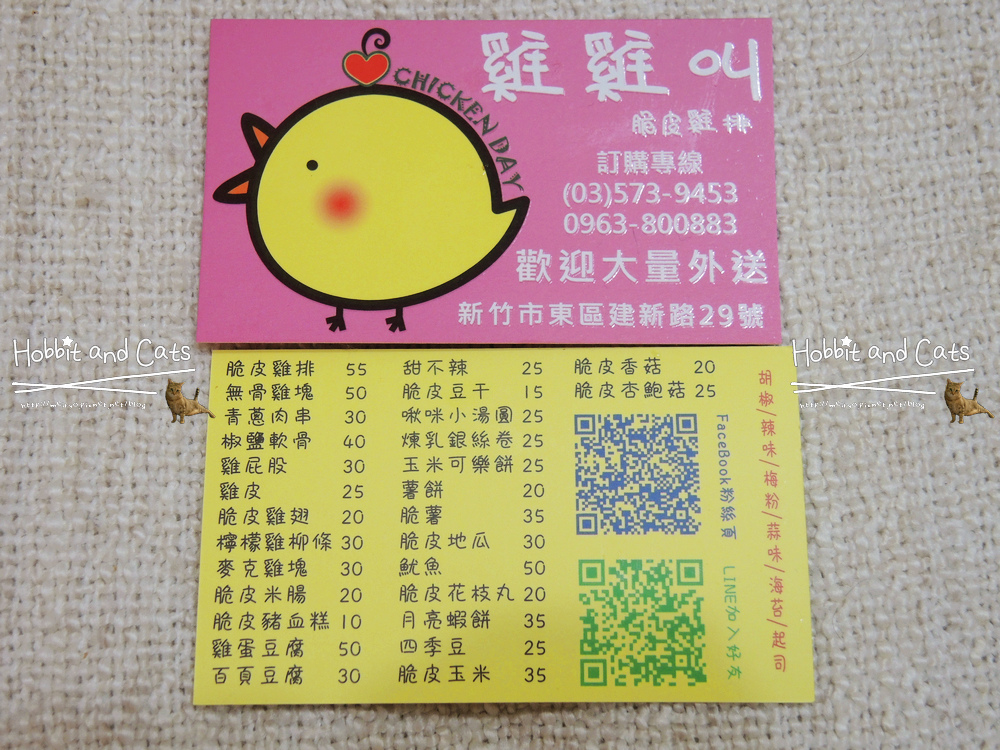 CHICKEN DAY
雞雞叫
脆皮雞排
訂購專線
(03)573-9453
0963-800883
歡迎大量外送
新竹市東區建新路29號
Hobbit and Cats
Hobbit and Cats
脆皮雞排 55
無骨雞塊 50
青蔥肉串 30
椒鹽軟骨 40
雞屁股 30
雞皮 25
脆皮雞翅 20
檸檬雞柳條 30
麥克雞塊 30
脆皮米腸 20
脆皮豬血糕 10
雞蛋豆腐 50
百頁豆腐 30
甜不辣 25
脆皮豆干 15
啾咪小湯圓 25
煉乳銀絲卷 25
玉米可樂餅 25
薯餅 20
脆薯 35
脆皮地瓜 30
魷魚 50
脆皮花枝丸 20
月亮蝦餅 35
四季豆 25
脆皮玉米 35
脆皮香菇 20
脆皮杏鮑菇 25
FaceBook粉絲頁
LINE加入好友
胡椒/辣味/梅粉/蒜味/海苔/起司